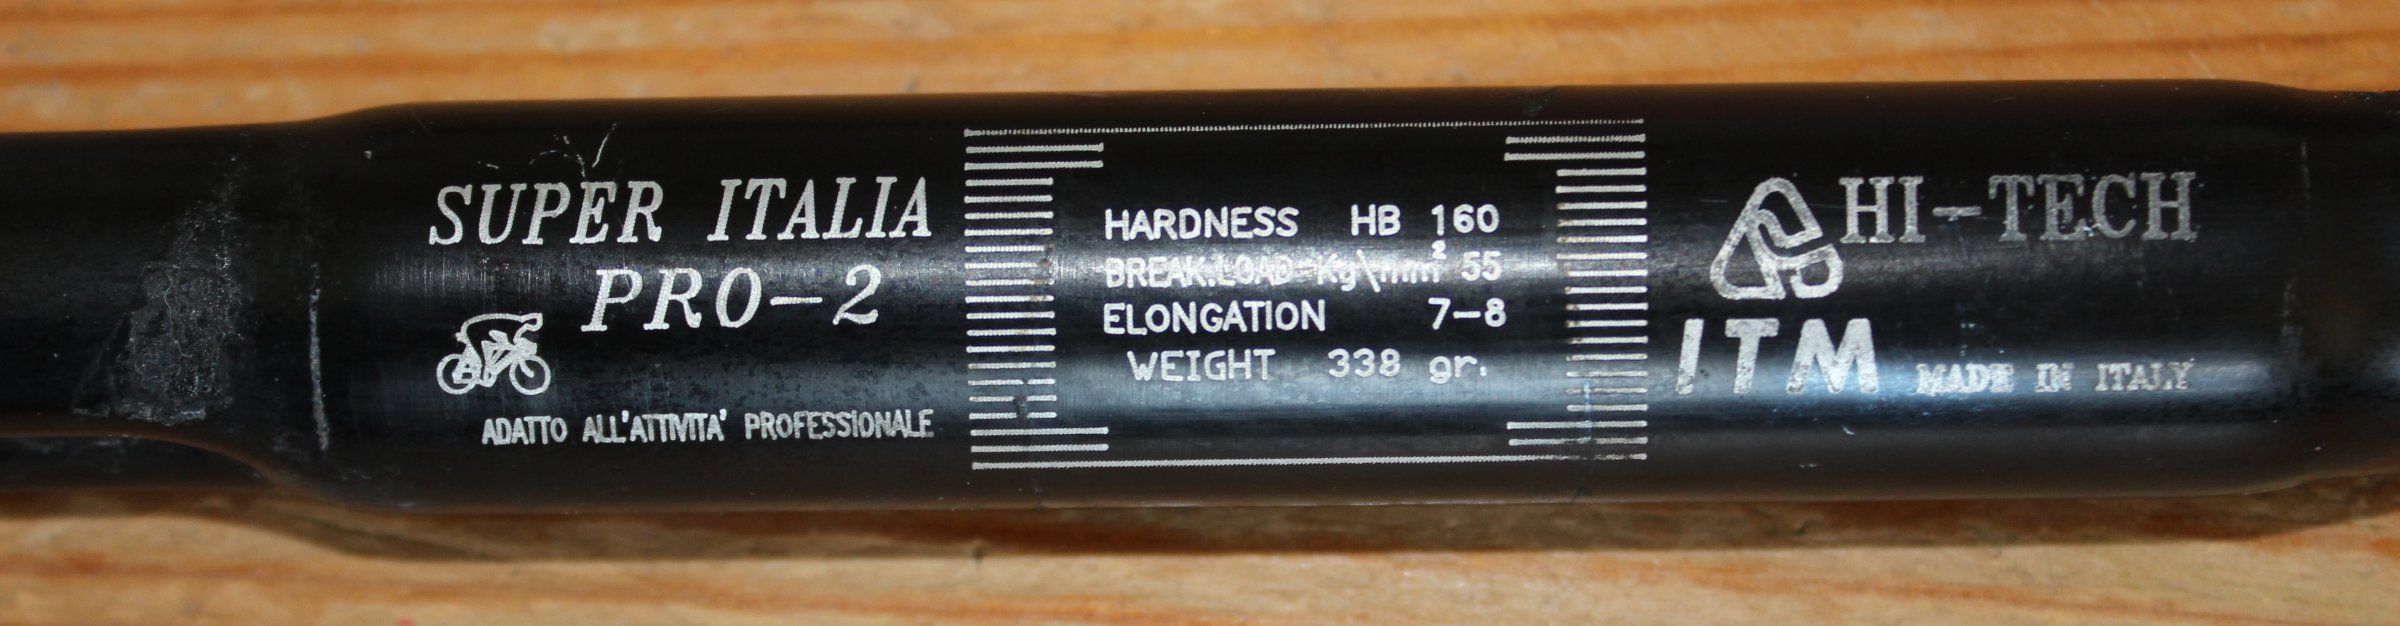 SUPER ITALIA
PRO-2
ADATTO ALL'ATTIVITA' PROFESSIONALE
HARDNESS HB 160
BREAK.LOAD Kg\mm² 55
ELONGATION 7-8
WEIGHT 338 gr.
HI-TECH
ITM MADE IN ITALY